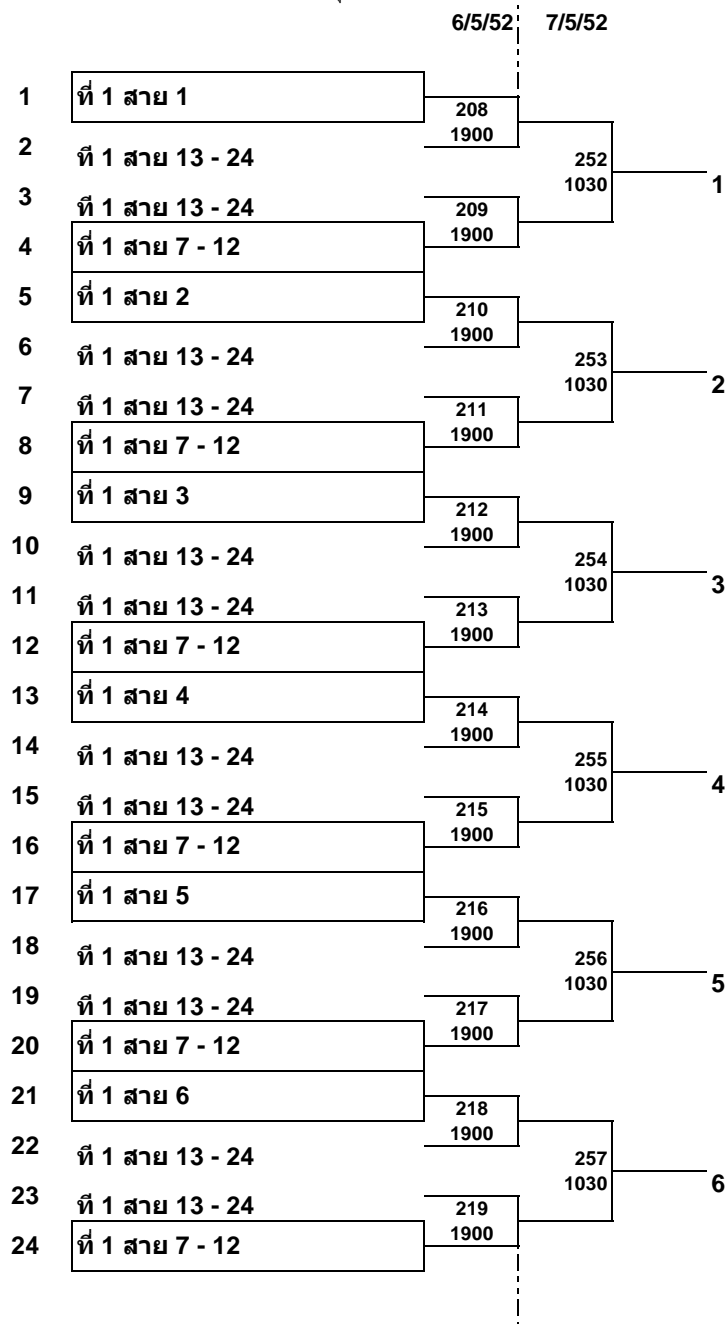 6/5/52 7/5/52
1 ที่ 1 สาย 1
208
1900
2 ที 1 สาย 13 - 24
252
1030
1
3 ที 1 สาย 13 - 24
209
1900
4 ที่ 1 สาย 7 - 12
5 ที่ 1 สาย 2
210
1900
6 ที 1 สาย 13 - 24
253
1030
2
7 ที 1 สาย 13 - 24
211
1900
8 ที่ 1 สาย 7 - 12
9 ที่ 1 สาย 3
212
1900
10 ที 1 สาย 13 - 24
254
1030
3
11 ที 1 สาย 13 - 24
213
1900
12 ที่ 1 สาย 7 - 12
13 ที่ 1 สาย 4
214
1900
14 ที 1 สาย 13 - 24
255
1030
4
15 ที 1 สาย 13 - 24
215
1900
16 ที่ 1 สาย 7 - 12
17 ที่ 1 สาย 5
216
1900
18 ที 1 สาย 13 - 24
256
1030
5
19 ที 1 สาย 13 - 24
217
1900
20 ที่ 1 สาย 7 - 12
21 ที่ 1 สาย 6
218
1900
22 ที 1 สาย 13 - 24
257
1030
6
23 ที 1 สาย 13 - 24
219
1900
24 ที่ 1 สาย 7 - 12